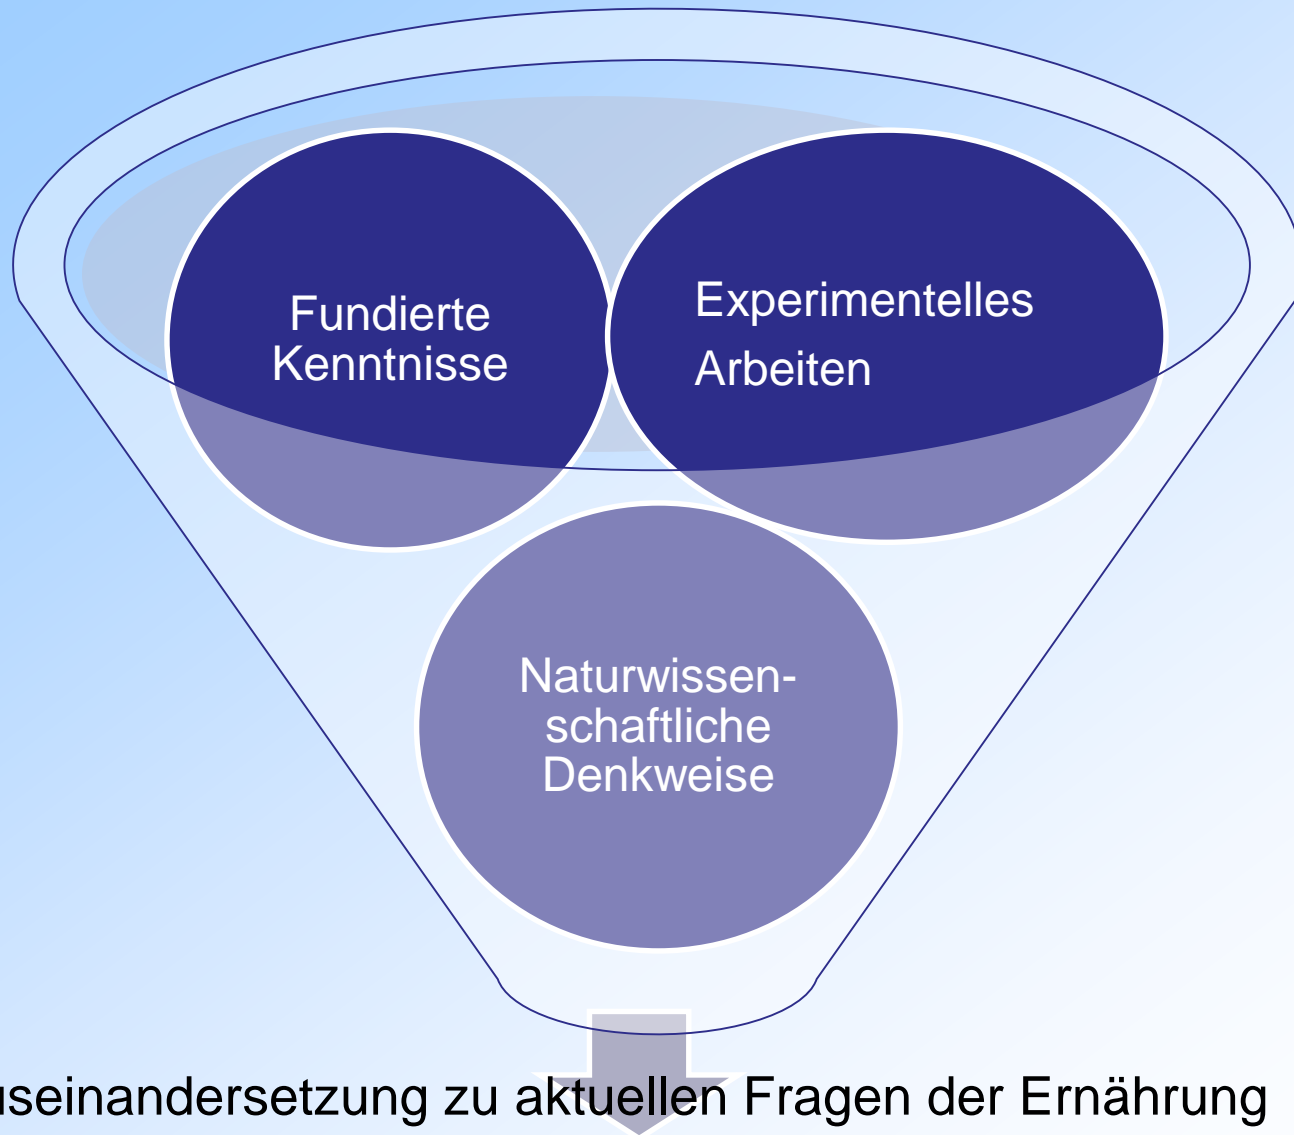 Fundierte
Kenntnisse
Experimentelles
Arbeiten
Naturwissen-
schaftliche
Denkweise
useinandersetzung zu aktuellen Fragen der Ernährung